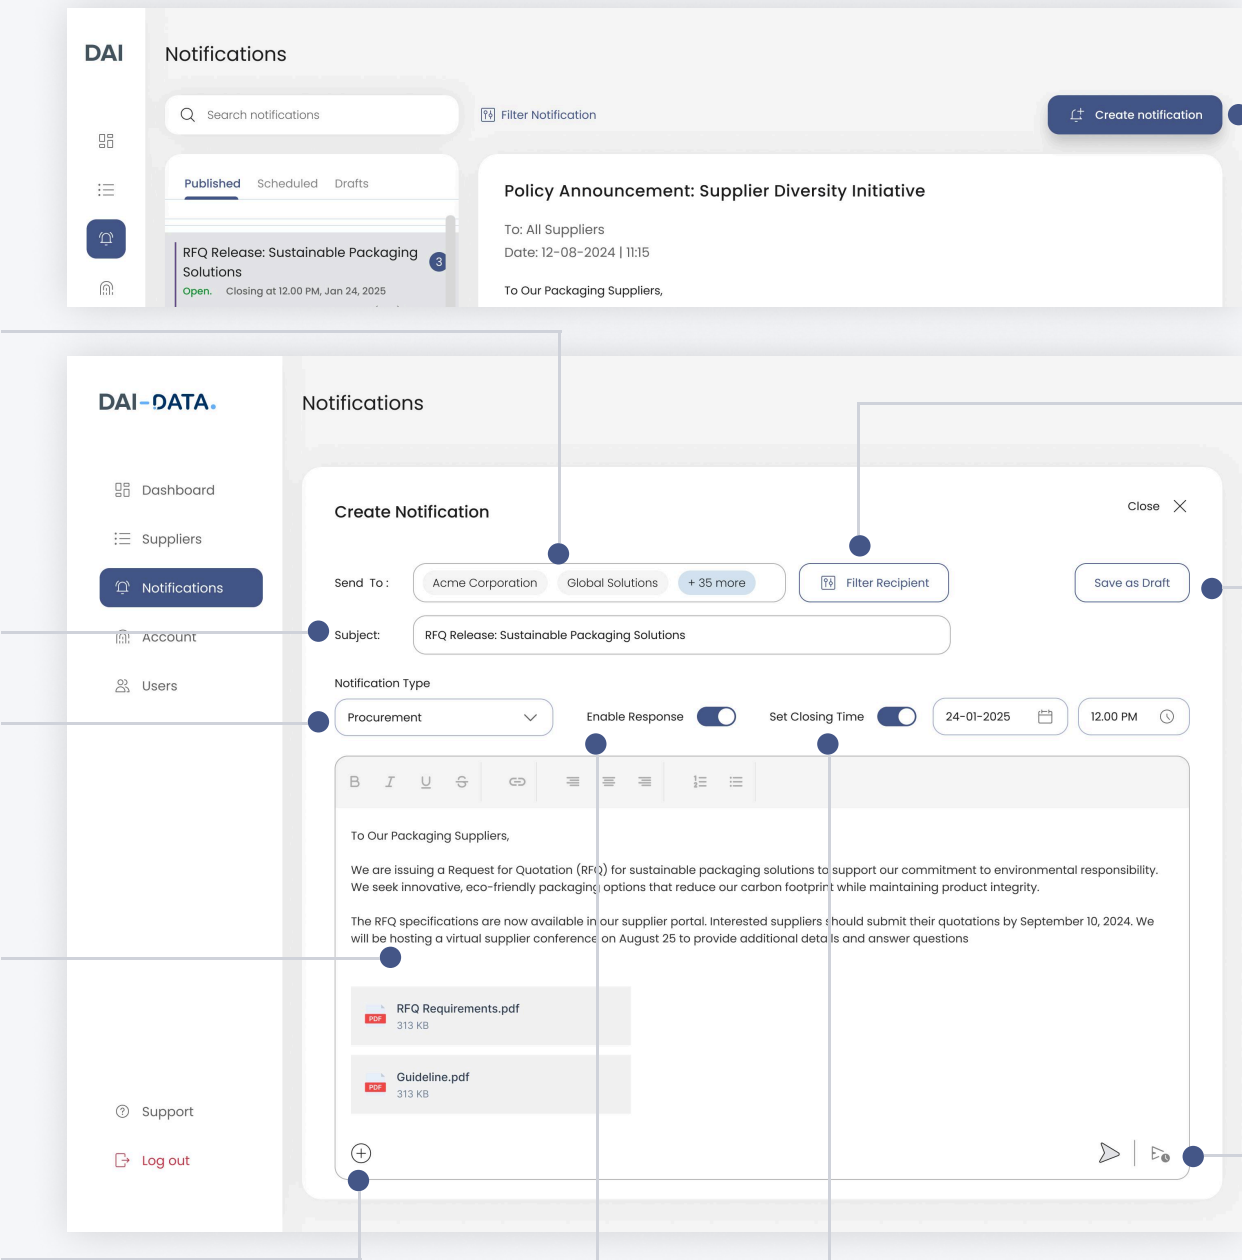 DAI
Notifications
Search notifications
Filter Notification
Create notification
Published Scheduled Drafts
RFQ Release: Sustainable Packaging
Solutions
3
Open. Closing at 12.00 PM, Jan 24, 2025
Policy Announcement: Supplier Diversity Initiative
To: All Suppliers
Date: 12-08-2024 | 11:15
To Our Packaging Suppliers,
DAI-DATA.
Notifications
Dashboard
Suppliers
Notifications
Account
Users
Support
Log out
Create Notification
Close
Send To :
Acme Corporation Global Solutions + 35 more
Filter Recipient
Save as Draft
Subject:
RFQ Release: Sustainable Packaging Solutions
Notification Type
Procurement
Enable Response
Set Closing Time
24-01-2025
12.00 PM
B I U S
To Our Packaging Suppliers,
We are issuing a Request for Quotation (RFQ) for sustainable packaging solutions to support our commitment to environmental responsibility.
We seek innovative, eco-friendly packaging options that reduce our carbon footprint while maintaining product integrity.
The RFQ specifications are now available in our supplier portal. Interested suppliers should submit their quotations by September 10, 2024. We
will be hosting a virtual supplier conference on August 25 to provide additional details and answer questions
PDF
RFQ Requirements.pdf
313 KB
PDF
Guideline.pdf
313 KB